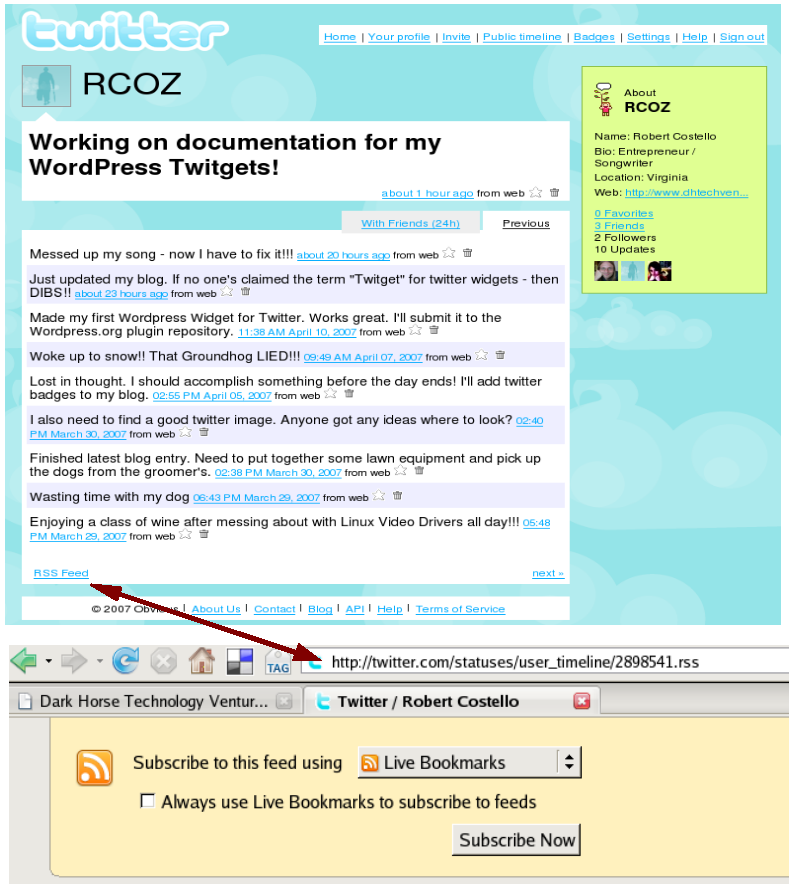 twitter
Home | Your profile | Invite | Public timeline | Badges | Settings | Help | Sign out
RCOZ
Working on documentation for my
WordPress Twitgets!
about 1 hour ago from web
With Friends (24h)
Previous
Messed up my song - now I have to fix it!!! about 20 hours ago from web
Just updated my blog. If no one's claimed the term "Twitget" for twitter widgets - then
DIBS!! about 23 hours ago from web
Made my first Wordpress Widget for Twitter. Works great. I'll submit it to the
Wordpress.org plugin repository. 11:38 AM April 10, 2007 from web
Woke up to snow!! That Groundhog LIED!!! 09:49 AM April 07, 2007 from web
Lost in thought. I should accomplish something before the day ends! I'll add twitter
badges to my blog. 02:55 PM April 05, 2007 from web
I also need to find a good twitter image. Anyone got any ideas where to look? 02:40
PM March 30, 2007 from web
Finished latest blog entry. Need to put together some lawn equipment and pick up
the dogs from the groomer's. 02:38 PM March 30, 2007 from web
Wasting time with my dog 06:43 PM March 29, 2007 from web
Enjoying a class of wine after messing about with Linux Video Drivers all day!!! 05:48
PM March 29, 2007 from web
RSS Feed
next »
About
RCOZ
Name: Robert Costello
Bio: Entrepreneur /
Songwriter
Location: Virginia
Web: http://www.dhtechven...
0 Favorites
3 Friends
2 Followers
10 Updates
© 2007 Obvious | About Us | Contact | Blog | API | Help | Terms of Service
TAG
http://twitter.com/statuses/user_timeline/2898541.rss
Dark Horse Technology Ventur...
Twitter / Robert Costello
Subscribe to this feed using Live Bookmarks
Always use Live Bookmarks to subscribe to feeds
Subscribe Now